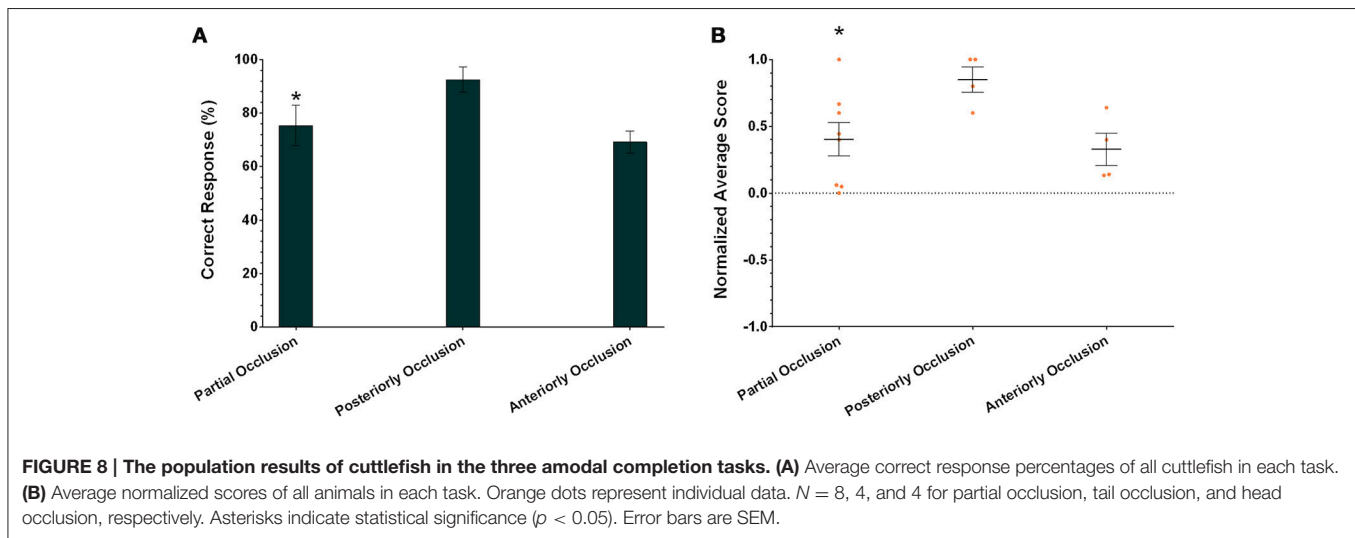 A
B
*
*
100
80
60
40
20
0
Correct Response (%)
Partial Occlusion
Posteriorly Occlusion
Anteriorly Occlusion
1.0
0.5
0.0
-0.5
-1.0
Normalized Average Score
Partial Occlusion
Posteriorly Occlusion
Anteriorly Occlusion
FIGURE 8 | The population results of cuttlefish in the three amodal completion tasks. (A) Average correct response percentages of all cuttlefish in each task.
(B) Average normalized scores of all animals in each task. Orange dots represent individual data. N = 8, 4, and 4 for partial occlusion, tail occlusion, and head
occlusion, respectively. Asterisks indicate statistical significance (p < 0.05). Error bars are SEM.